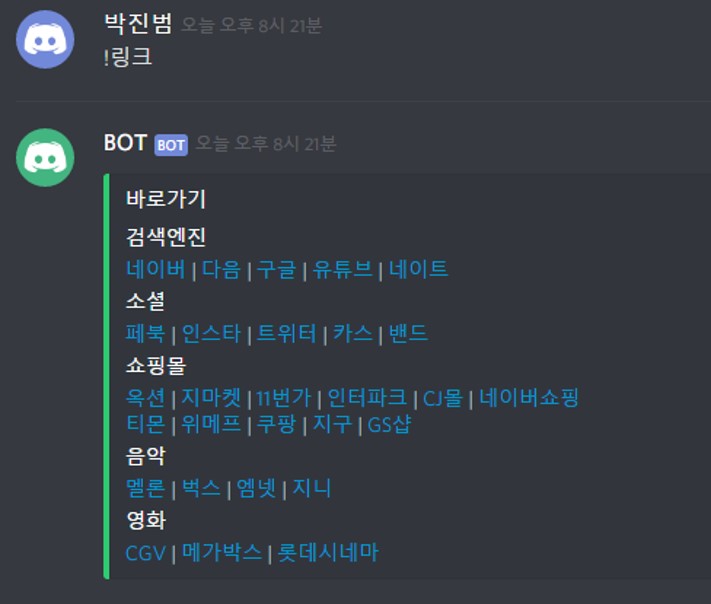 박진범 오늘 오후 8시 21분
!링크
BOT BOT 오늘 오후 8시 21분
바로가기
검색엔진
네이버 | 다음 | 구글 | 유튜브 | 네이트
소셜
페북 | 인스타 | 트위터 | 카스 | 밴드
쇼핑몰
옥션 | 지마켓 | 11번가 | 인터파크 | CJ몰 | 네이버쇼핑
티몬 | 위메프 | 쿠팡 | 지구 | GS샵
음악
멜론 | 벅스 | 엠넷 | 지니
영화
CGV | 메가박스 | 롯데시네마